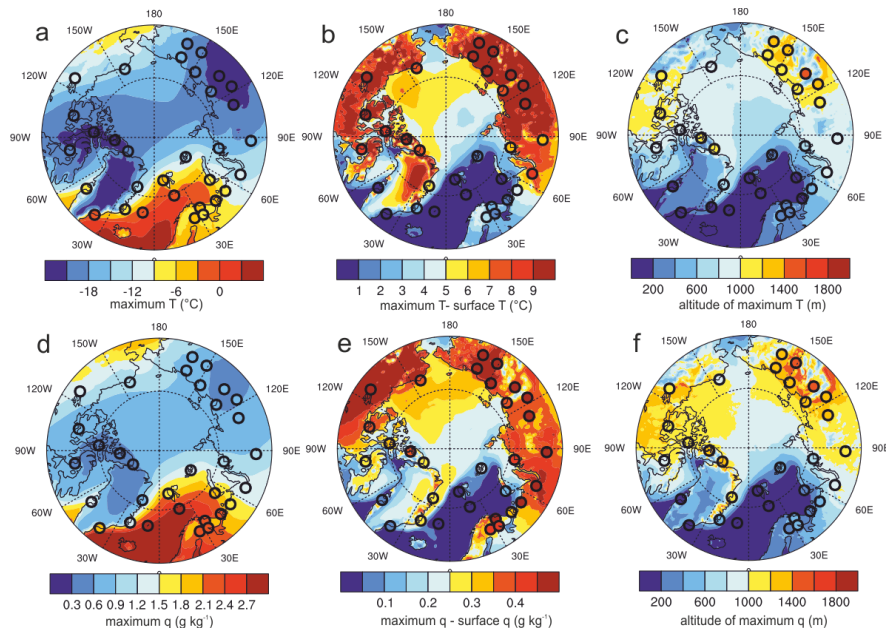 a
180
150W
150E
120W
120E
90W
90E
60W
60E
30W
30E
-18 -12 -6 0
maximum T (°C)
b
180
150W
150E
120W
120E
90W
90E
60W
60E
30W
30E
1 2 3 4 5 6 7 8 9
maximum T- surface T (°C)
c
180
150W
150E
120W
120E
90W
90E
60W
60E
30W
30E
200 600 1000 1400 1800
altitude of maximum T (m)
d
180
150W
150E
120W
120E
90W
90E
60W
60E
30W
30E
0.3 0.6 0.9 1.2 1.5 1.8 2.1 2.4 2.7
maximum q (g kg⁻¹)
e
180
150W
150E
120W
120E
90W
90E
60W
60E
30W
30E
0.1 0.2 0.3 0.4
maximum q - surface q (g kg⁻¹)
f
180
150W
150E
120W
120E
90W
90E
60W
60E
30W
30E
200 600 1000 1400 1800
altitude of maximum q (m)